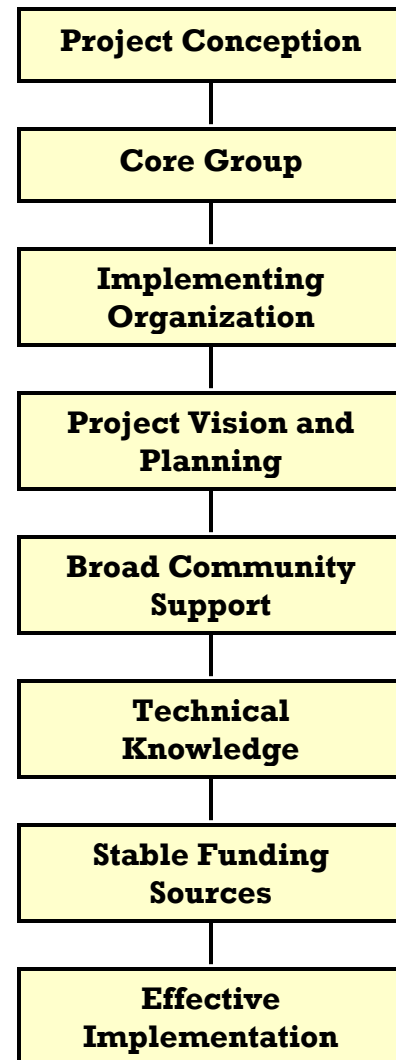 Project Conception
Core Group
Implementing
Organization
Project Vision and
Planning
Broad Community
Support
Technical
Knowledge
Stable Funding
Sources
Effective
Implementation